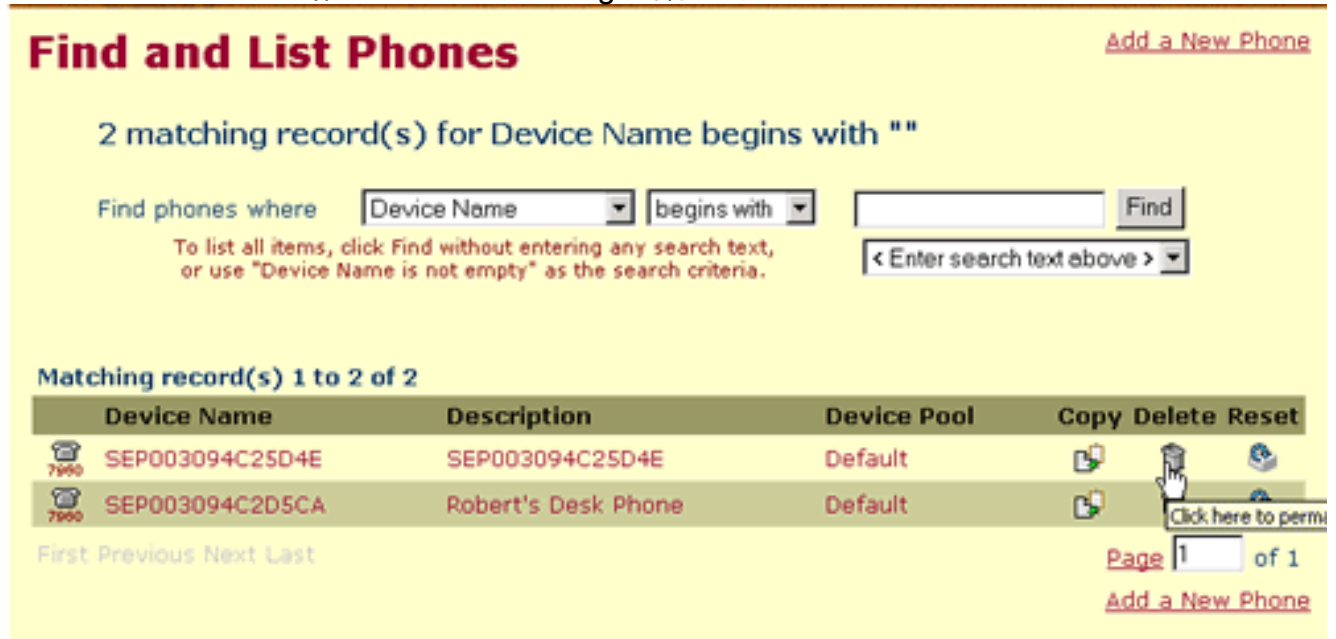 Find and List Phones
Add a New Phone
2 matching record(s) for Device Name begins with ""
Find phones where Device Name begins with Find
To list all items, click Find without entering any search text,
or use "Device Name is not empty" as the search criteria.
< Enter search text above >
Matching record(s) 1 to 2 of 2
Device Name Description Device Pool Copy Delete Reset
7960 SEP003094C25D4E SEP003094C25D4E Default
7960 SEP003094C2D5CA Robert's Desk Phone Default
Click here to perma
First Previous Next Last
Page 1 of 1
Add a New Phone